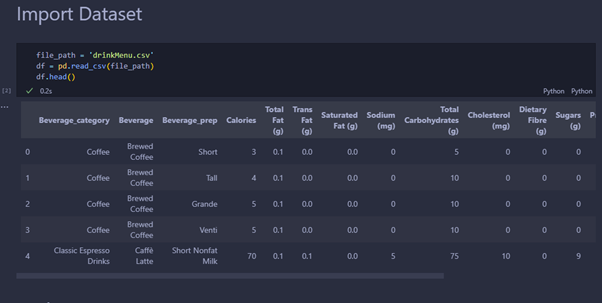 Import Dataset
file_path = 'drinkMenu.csv'
df = pd.read_csv(file_path)
df.head()
[2] 0.2s Python Python
...
Beverage_category Beverage Beverage_prep Calories Total Fat (g) Trans Fat (g) Saturated Fat (g) Sodium (mg) Total Carbohydrates (g) Cholesterol (mg) Dietary Fibre (g) Sugars (g)
0 Coffee Brewed Coffee Short 3 0.1 0.0 0.0 0 5 0 0 0
1 Coffee Brewed Coffee Tall 4 0.1 0.0 0.0 0 10 0 0 0
2 Coffee Brewed Coffee Grande 5 0.1 0.0 0.0 0 10 0 0 0
3 Coffee Brewed Coffee Venti 5 0.1 0.0 0.0 0 10 0 0 0
4 Classic Espresso Drinks Caffè Latte Short Nonfat Milk 70 0.1 0.1 0.0 5 75 10 0 9